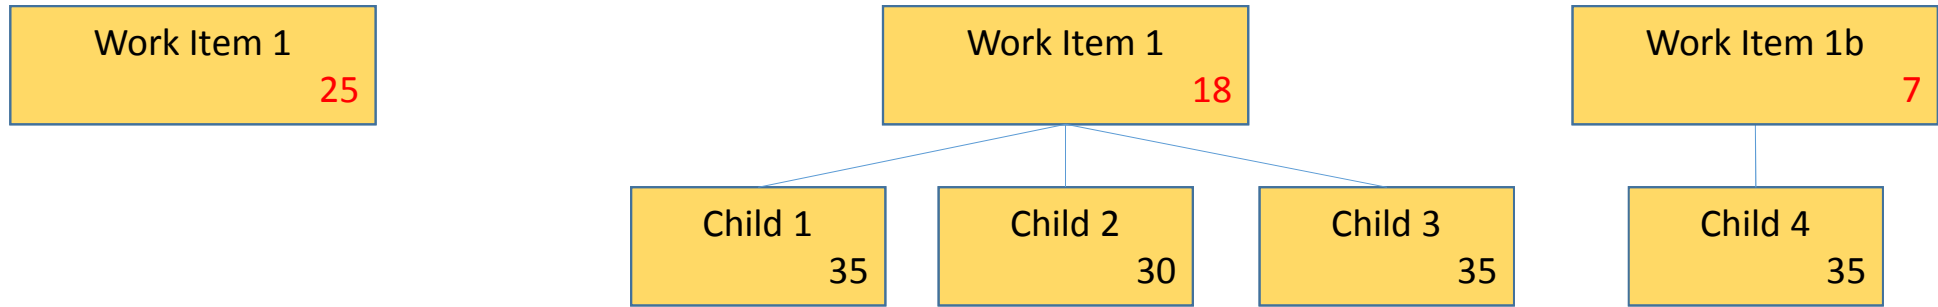 Work Item 1
25
Work Item 1
18
Work Item 1b
7
Child 1
35
Child 2
30
Child 3
35
Child 4
35